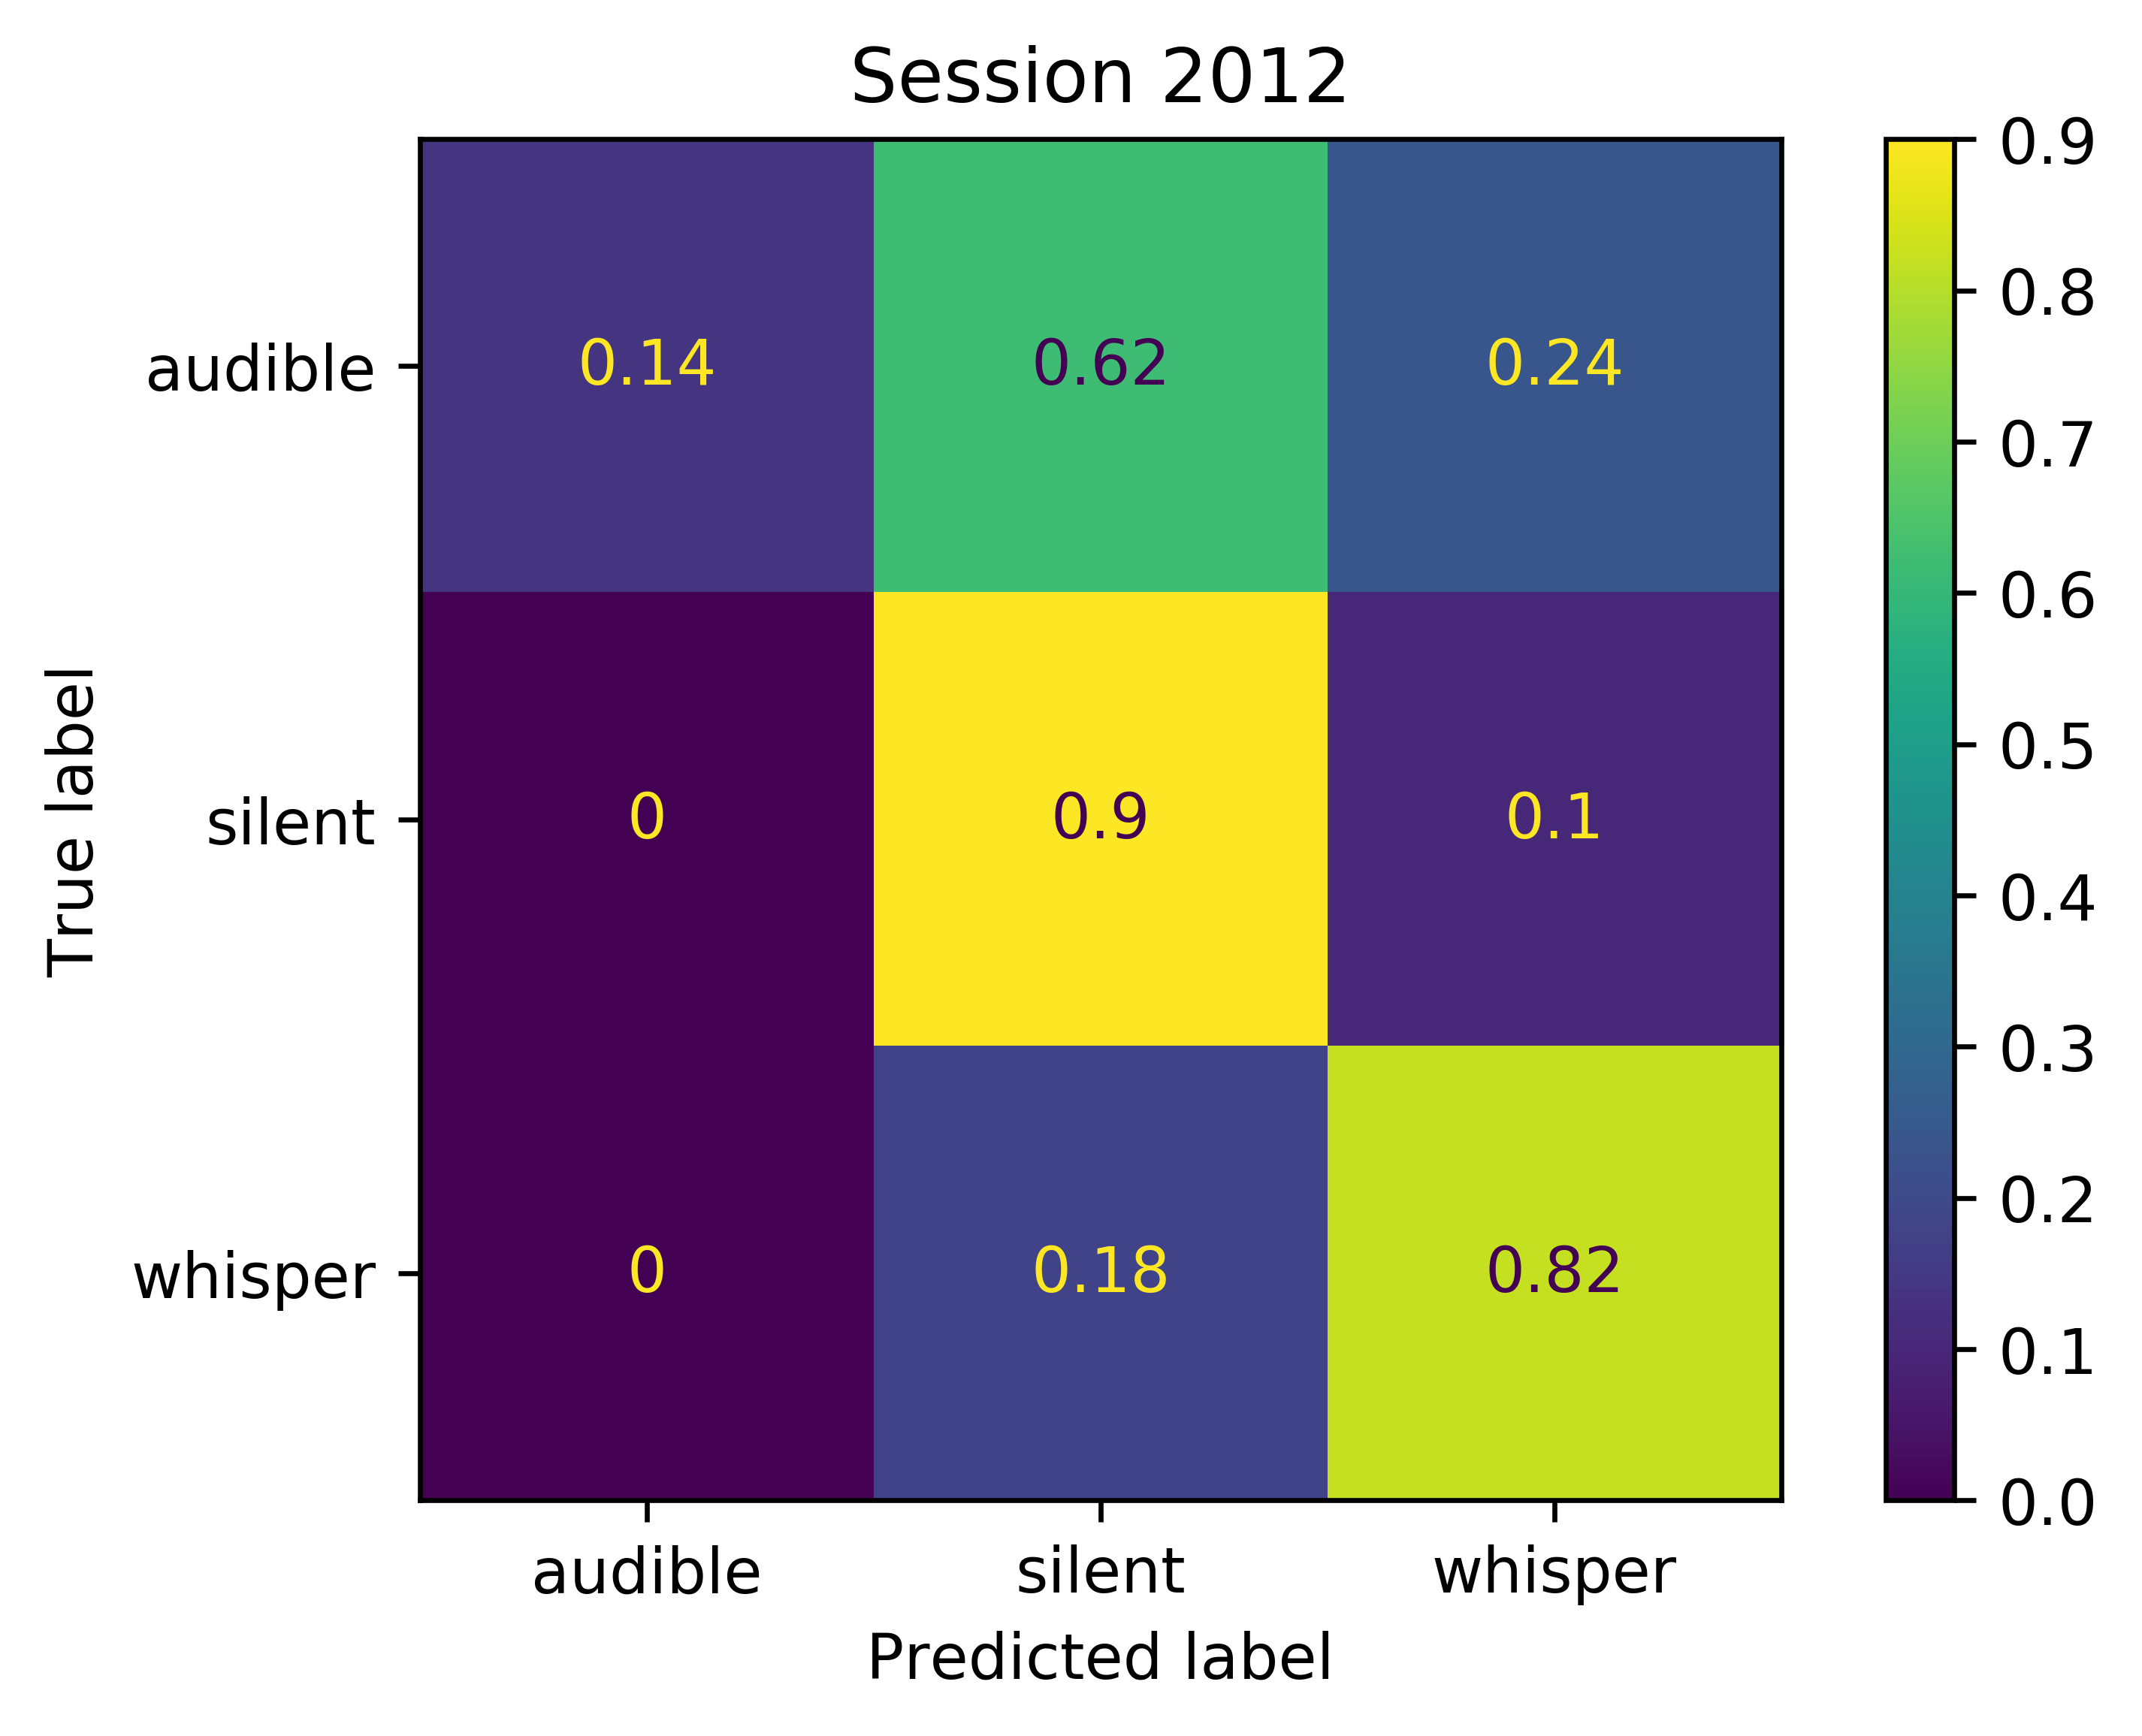 Session 2012
True label
audible
0.14
0.62
0.24
silent
0
0.9
0.1
whisper
0
0.18
0.82
audible
silent
whisper
Predicted label
0.9
0.8
0.7
0.6
0.5
0.4
0.3
0.2
0.1
0.0